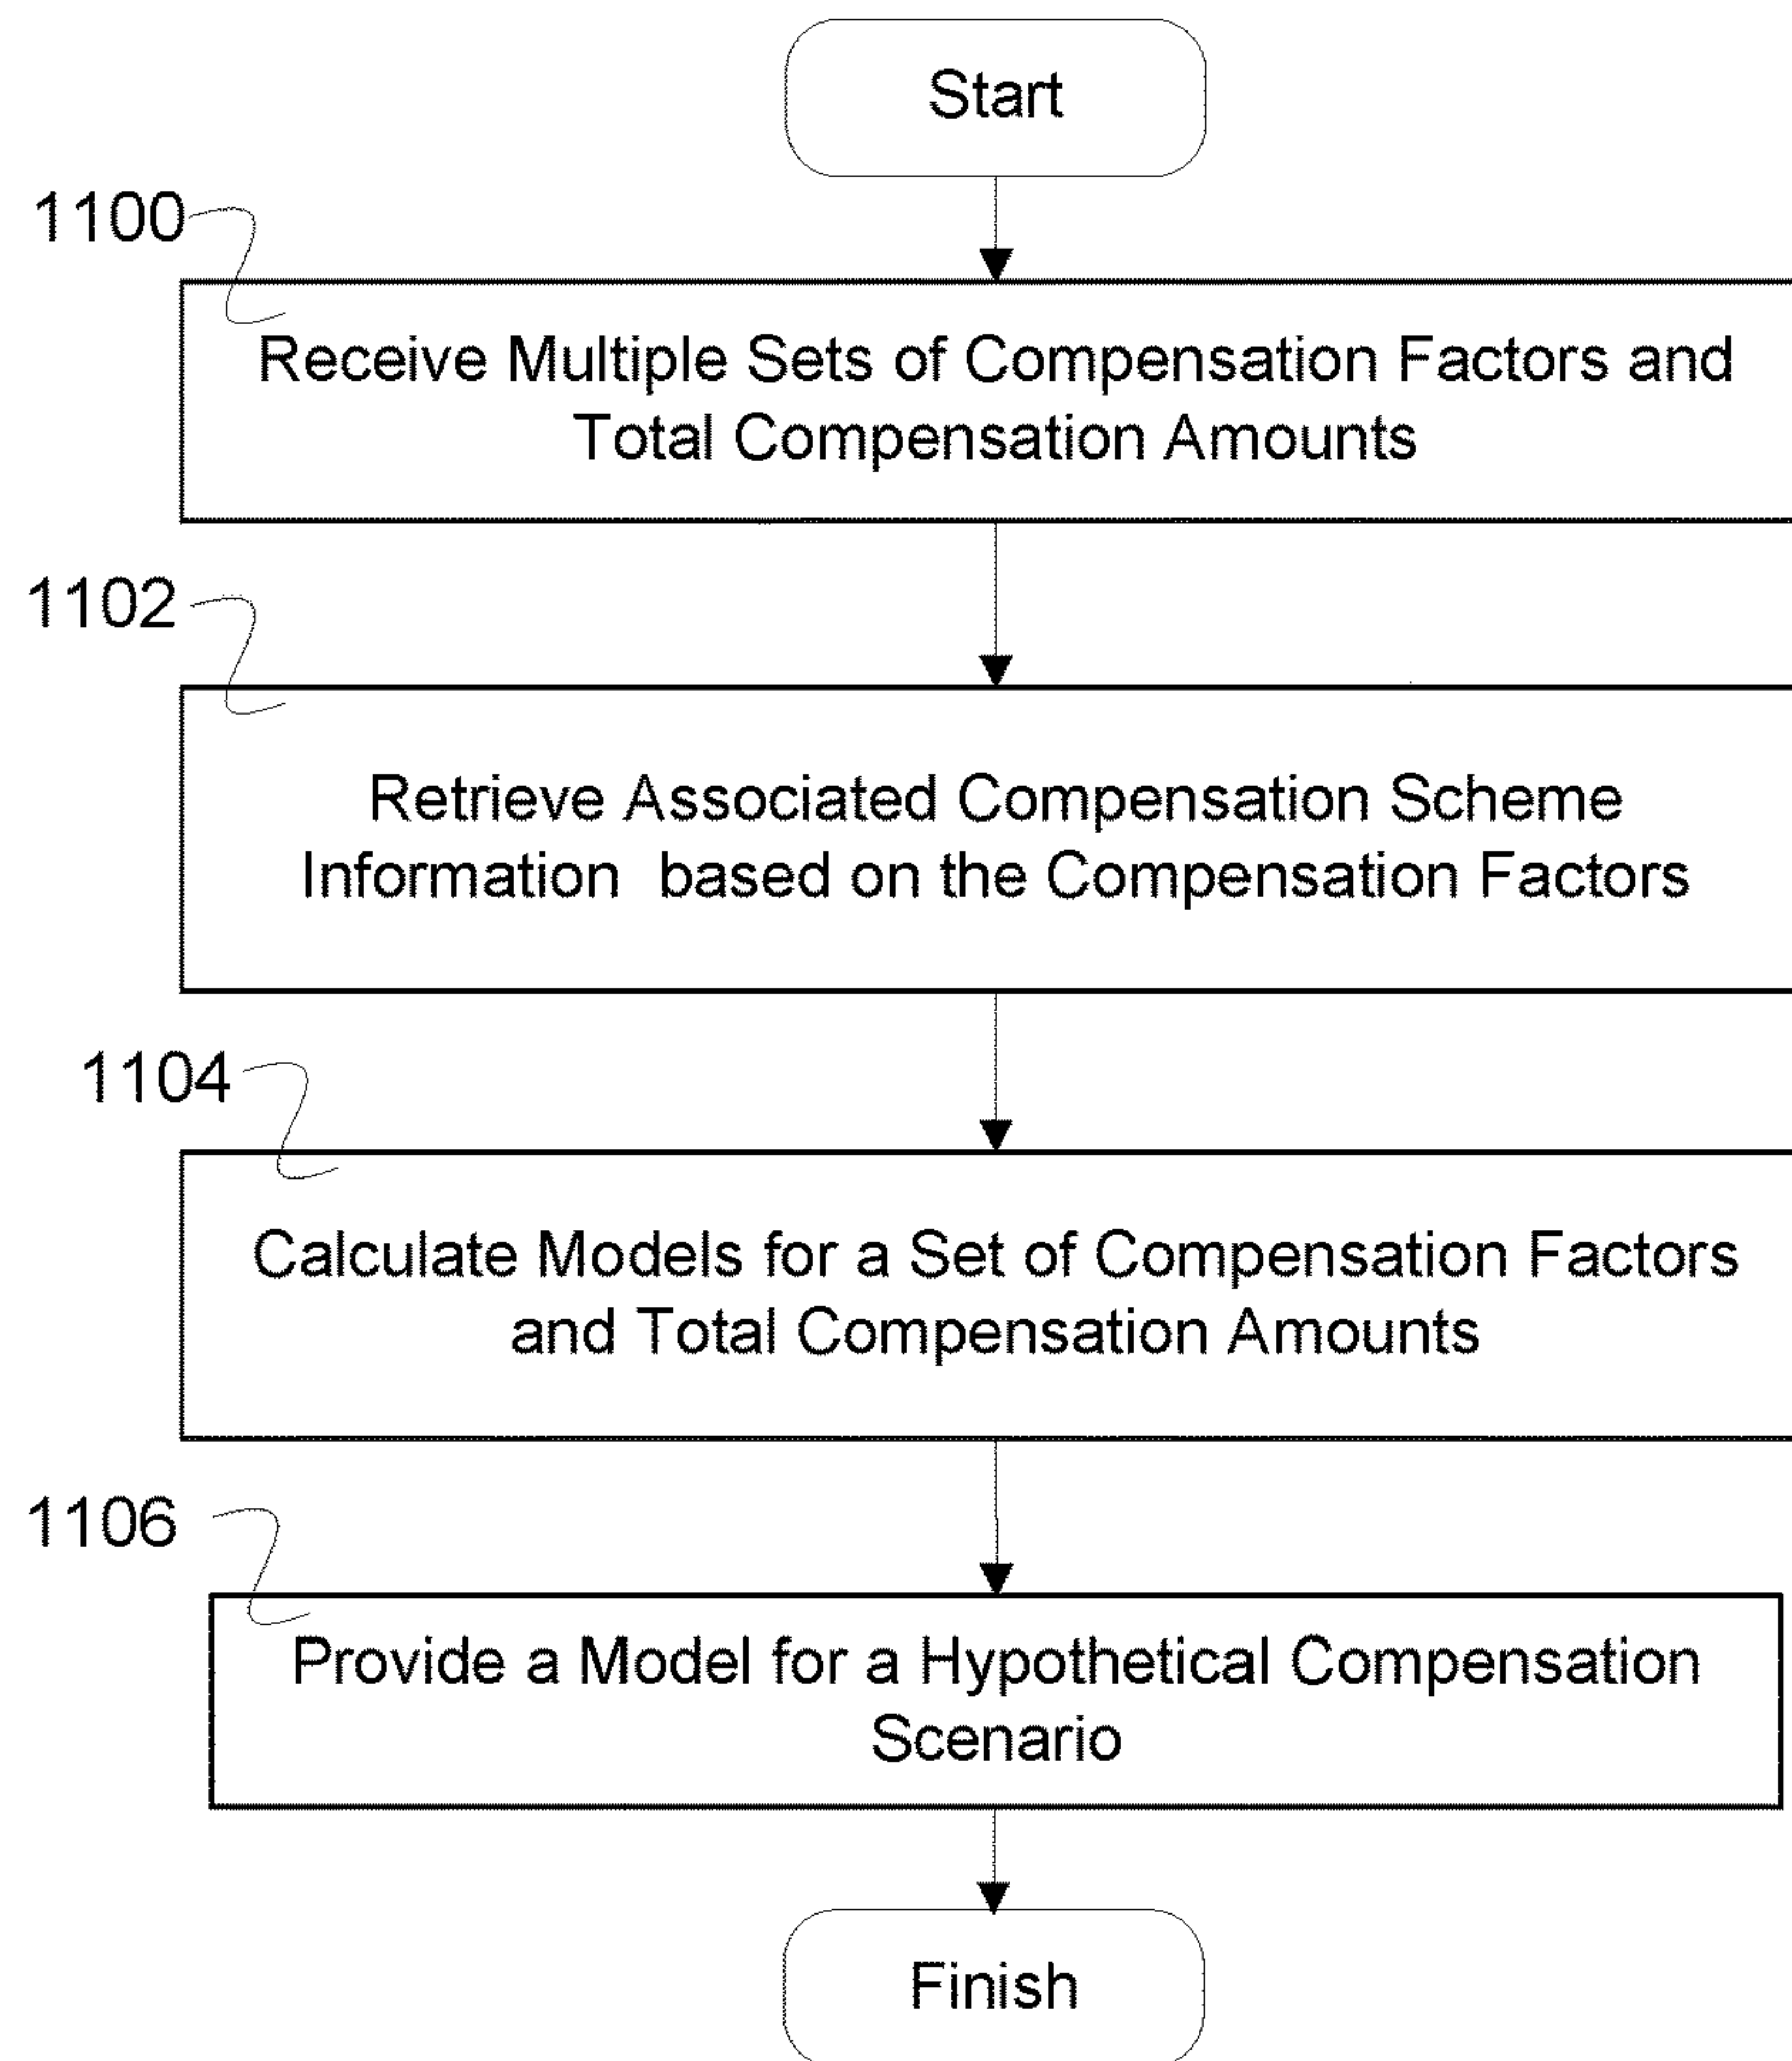 Start
1100
Receive Multiple Sets of Compensation Factors and
Total Compensation Amounts
1102
Retrieve Associated Compensation Scheme
Information based on the Compensation Factors
1104
Calculate Models for a Set of Compensation Factors
and Total Compensation Amounts
1106
Provide a Model for a Hypothetical Compensation
Scenario
Finish